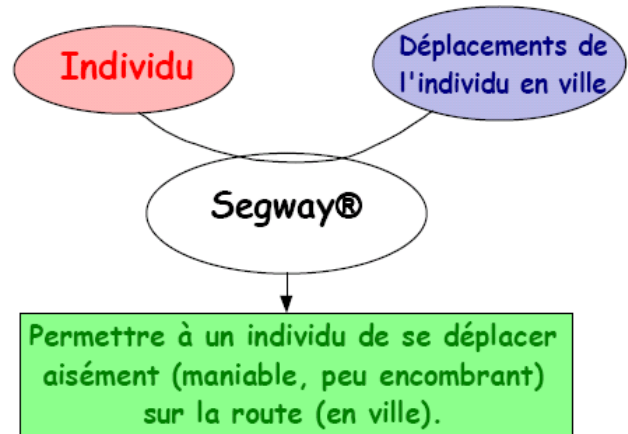 Individu
Déplacements de
l'individu en ville
Segway®
Permettre à un individu de se déplacer
aisément (maniable, peu encombrant)
sur la route (en ville).